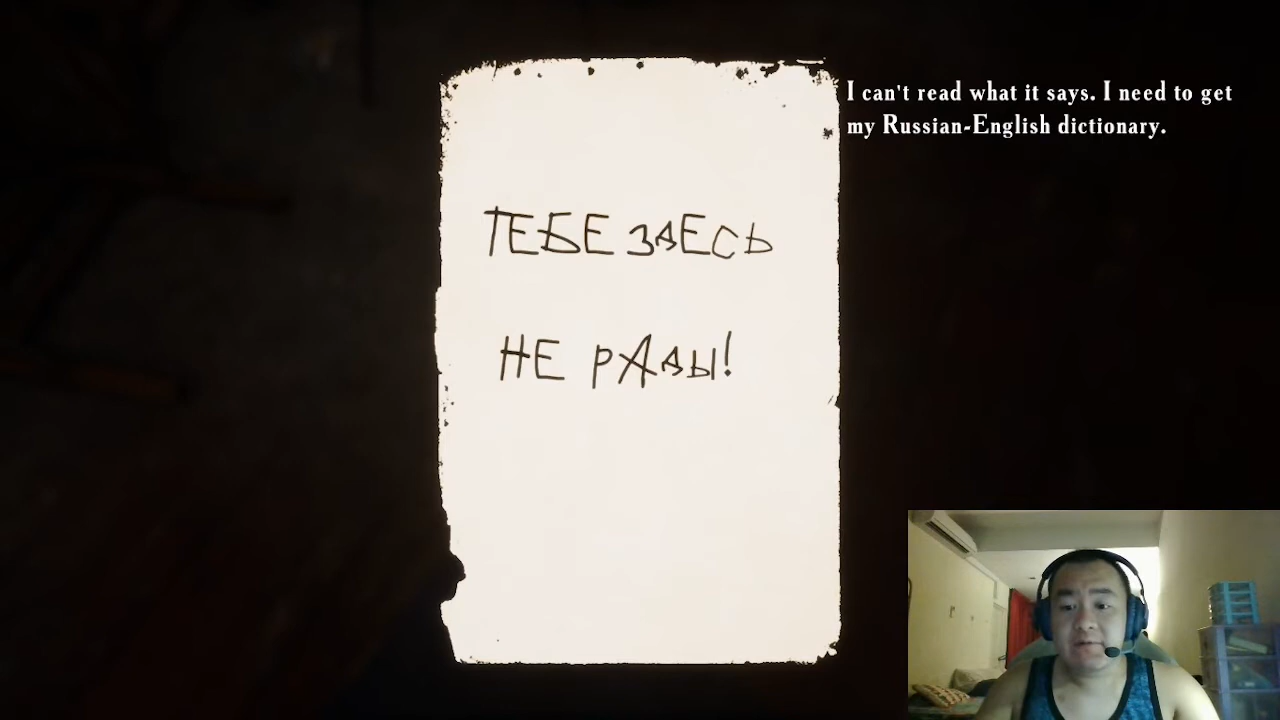 I can't read what it says. I need to get
my Russian-English dictionary.
ТЕБЕ ЗДЕСЬ
НЕ РАДЫ!